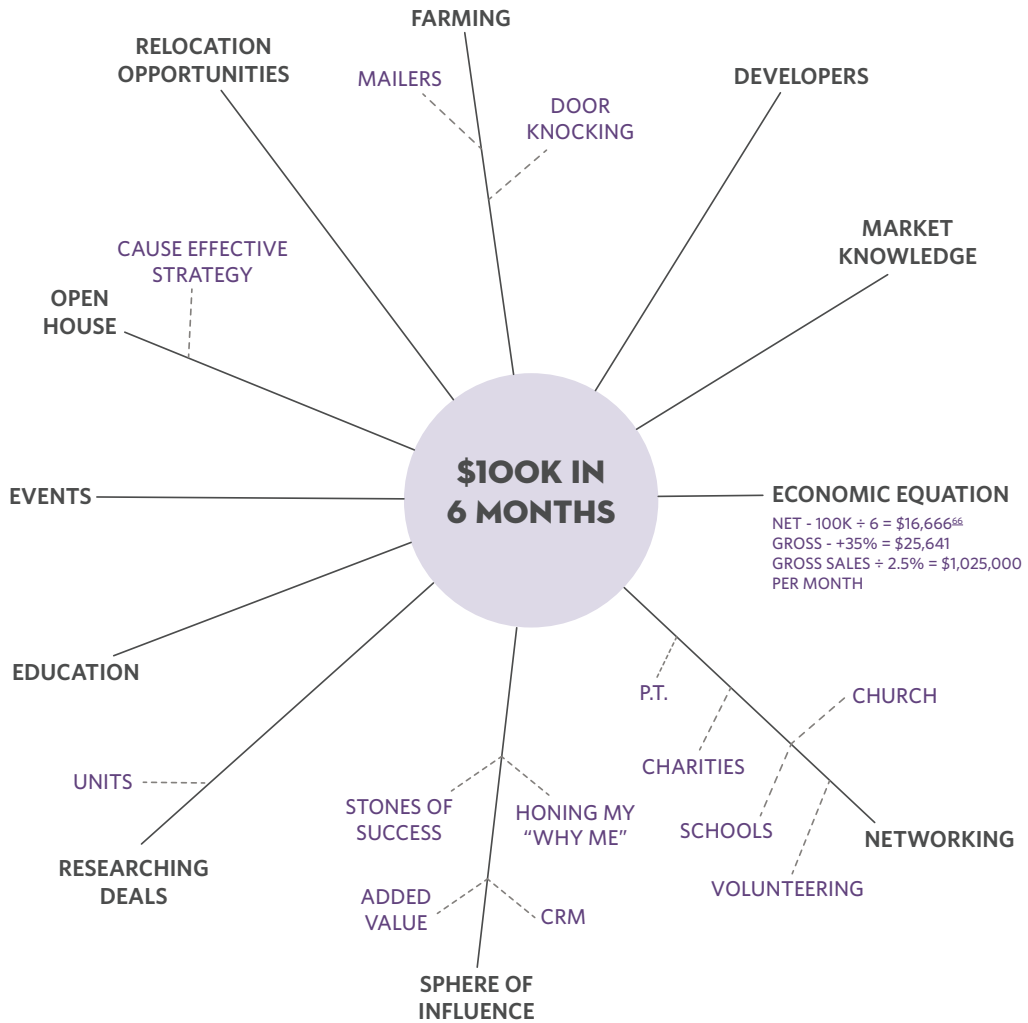 FARMING
RELOCATION
OPPORTUNITIES
MAILERS
DOOR
KNOCKING
DEVELOPERS
MARKET
KNOWLEDGE
CAUSE EFFECTIVE
STRATEGY
OPEN
HOUSE
$100K IN
6 MONTHS
EVENTS
ECONOMIC EQUATION
NET - 100K ÷ 6 = $16,666⁶⁶
GROSS - +35% = $25,641
GROSS SALES ÷ 2.5% = $1,025,000
PER MONTH
EDUCATION
P.T.
CHURCH
CHARITIES
UNITS
STONES OF
SUCCESS
HONING MY
“WHY ME”
SCHOOLS
NETWORKING
RESEARCHING
DEALS
VOLUNTEERING
ADDED
VALUE
CRM
SPHERE OF
INFLUENCE